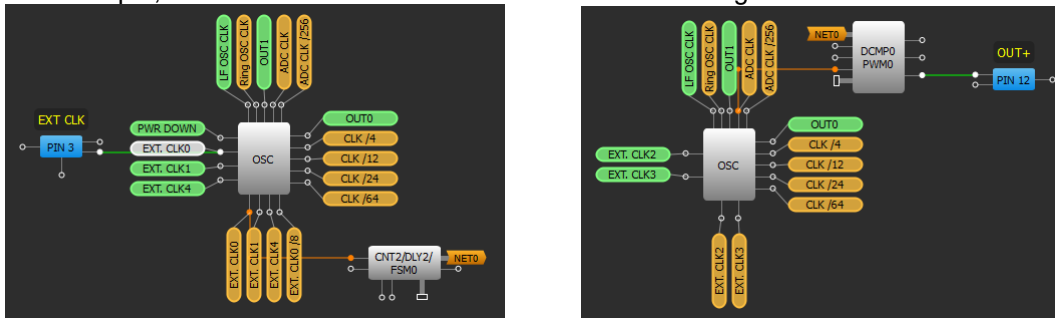 LF OSC CLK
Ring OSC CLK
OUT1
ADC CLK
ADC CLK /256
EXT CLK
PIN 3
PWR DOWN
EXT. CLK0
EXT. CLK1
EXT. CLK4
OSC
OUT0
CLK /4
CLK /12
CLK /24
CLK /64
EXT. CLK0
EXT. CLK1
EXT. CLK4
EXT. CLK0 /8
CNT2/DLY2/
FSM0
NET0
LF OSC CLK
Ring OSC CLK
OUT1
ADC CLK
ADC CLK /256
NET0
DCMP0
PWM0
OUT+
PIN 12
EXT. CLK2
EXT. CLK3
OSC
OUT0
CLK /4
CLK /12
CLK /24
CLK /64
EXT. CLK2
EXT. CLK3